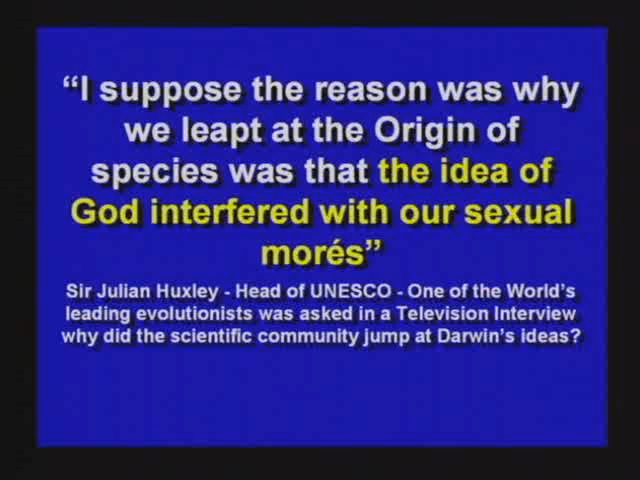 “I suppose the reason was why
we leapt at the Origin of
species was that the idea of
God interfered with our sexual
morés”
Sir Julian Huxley - Head of UNESCO - One of the World’s
leading evolutionists was asked in a Television Interview
why did the scientific community jump at Darwin’s ideas?